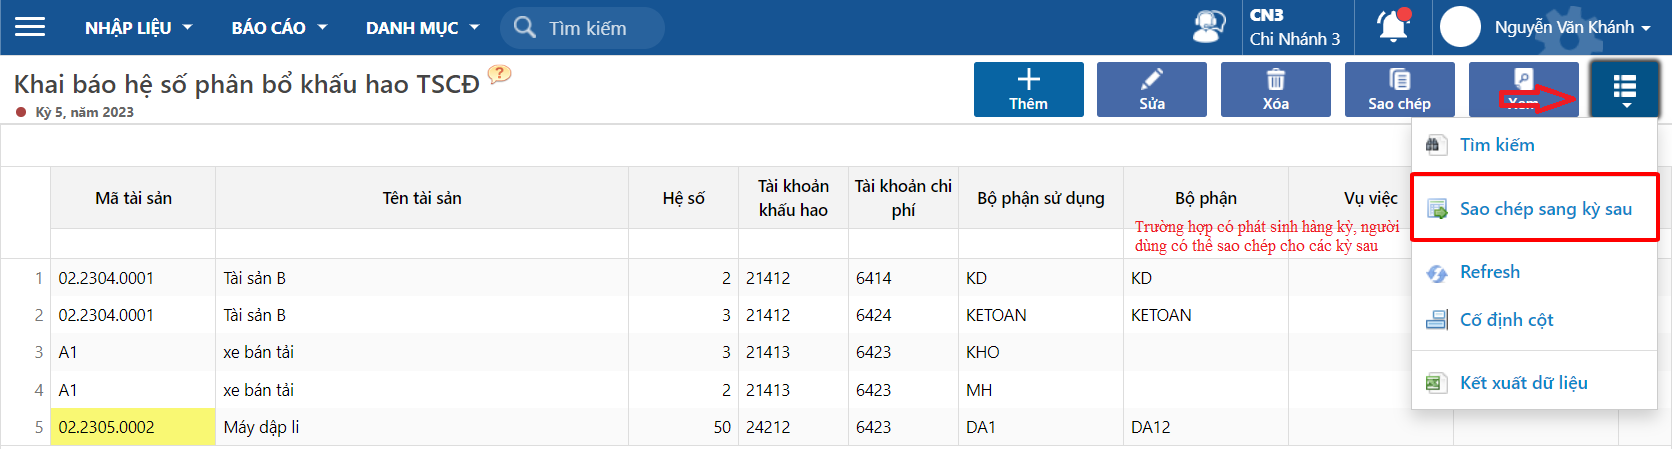 NHẬP LIỆU BÁO CÁO DANH MỤC Tìm kiếm CN3 Nguyễn Văn Khánh
Chi Nhánh 3
Khai báo hệ số phân bổ khấu hao TSCĐ ?
Kỳ 5, năm 2023
Thêm Sửa Xóa Sao chép Xem
Tìm kiếm
Sao chép sang kỳ sau
Refresh
Cố định cột
Kết xuất dữ liệu
Mã tài sản Tên tài sản Hệ số Tài khoản khấu hao Tài khoản chi phí Bộ phận sử dụng Bộ phận Vụ việc
Trường hợp có phát sinh hàng kỳ, người
dùng có thể sao chép cho các kỳ sau
1 02.2304.0001 Tài sản B 2 21412 6414 KD KD
2 02.2304.0001 Tài sản B 3 21412 6424 KETOAN KETOAN
3 A1 xe bán tải 3 21413 6423 KHO
4 A1 xe bán tải 2 21413 6423 MH
5 02.2305.0002 Máy dập li 50 24212 6423 DA1 DA12